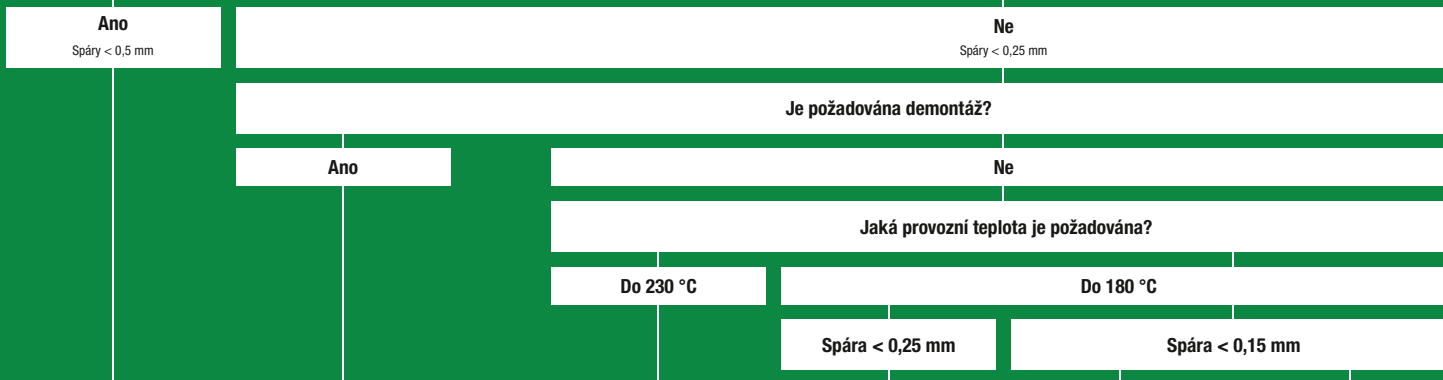 Ano
Spáry < 0,5 mm
Ne
Spáry < 0,25 mm
Je požadována demontáž?
Ano
Ne
Jaká provozní teplota je požadována?
Do 230 °C
Do 180 °C
Spára < 0,25 mm
Spára < 0,15 mm